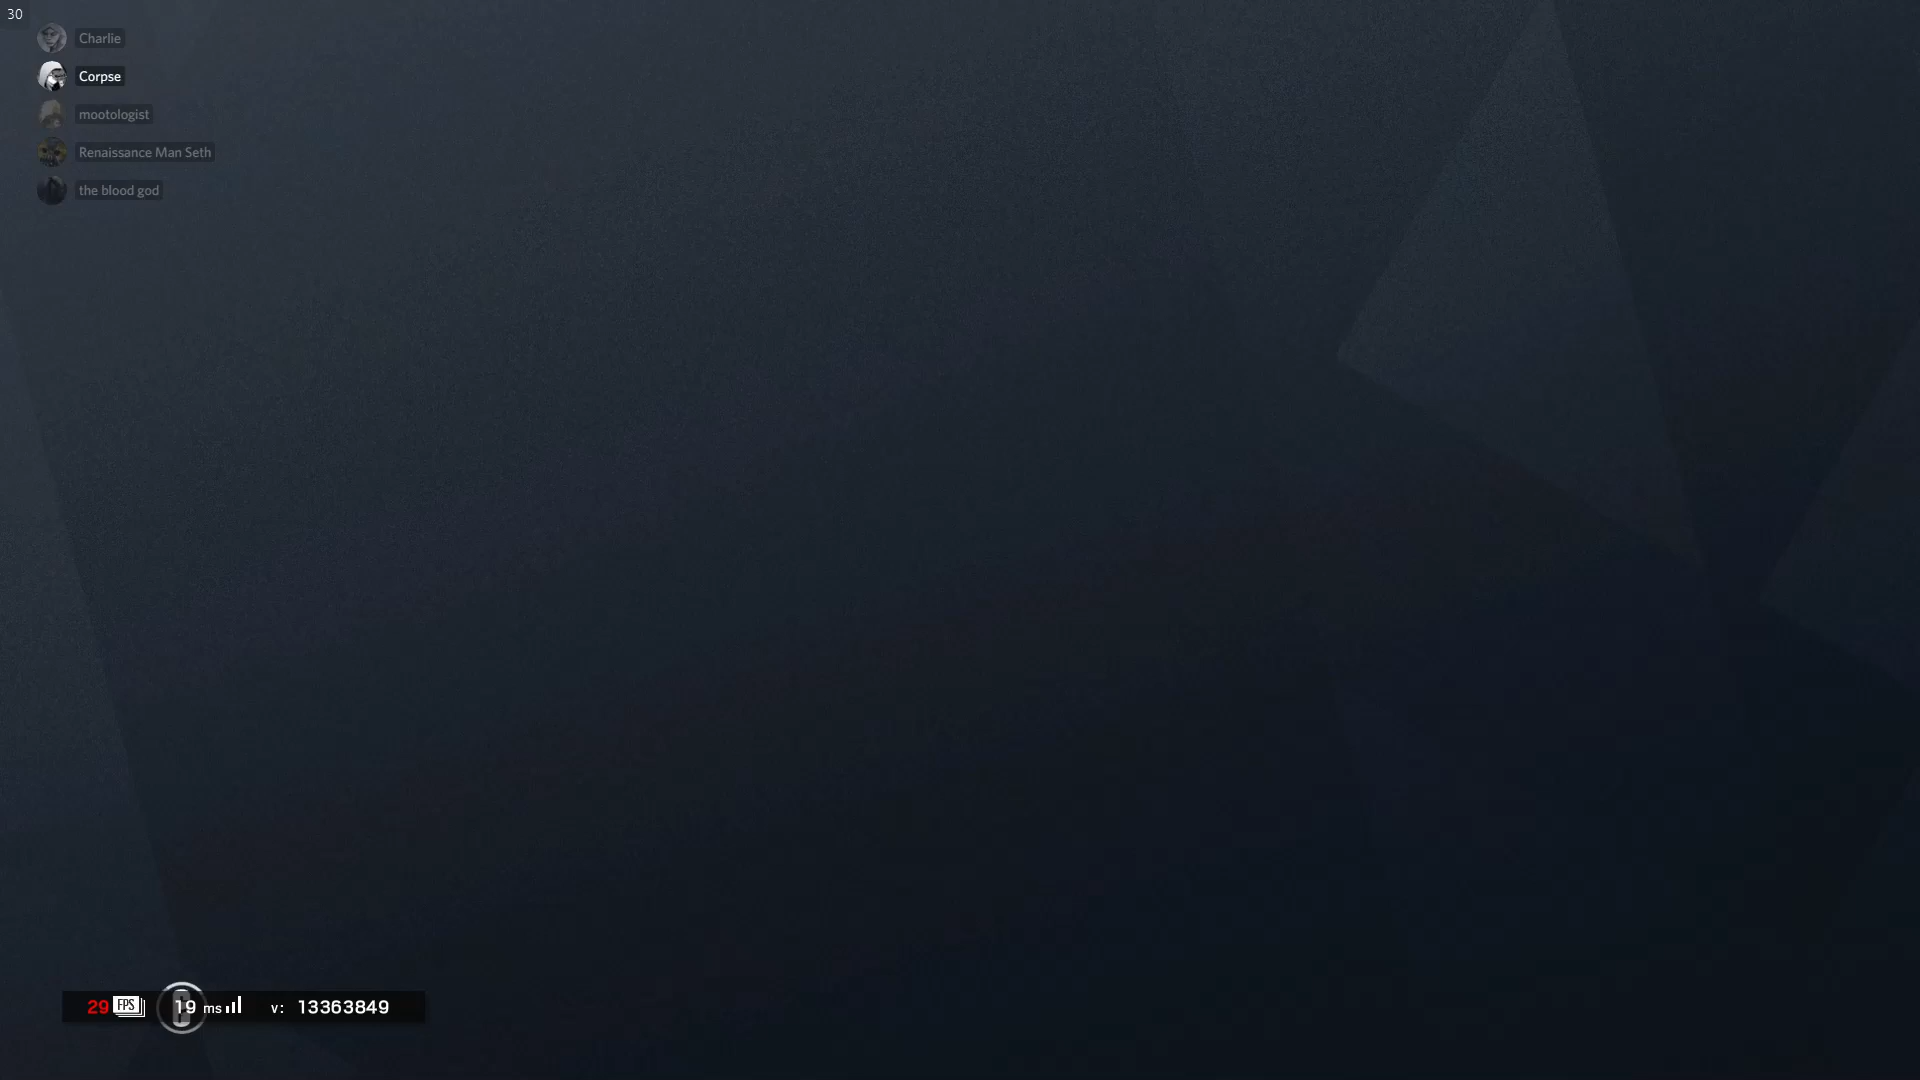 30
Charlie
Corpse
mootologist
Renaissance Man Seth
the blood god
29 FPS 19 ms v: 13363849